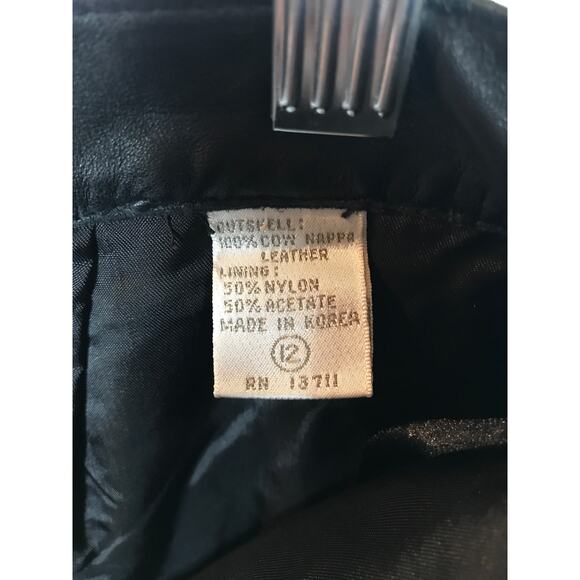 OUTSHELL:
100% COW NAPPA
LEATHER
LINING:
50% NYLON
50% ACETATE
MADE IN KOREA
12
RN 13711